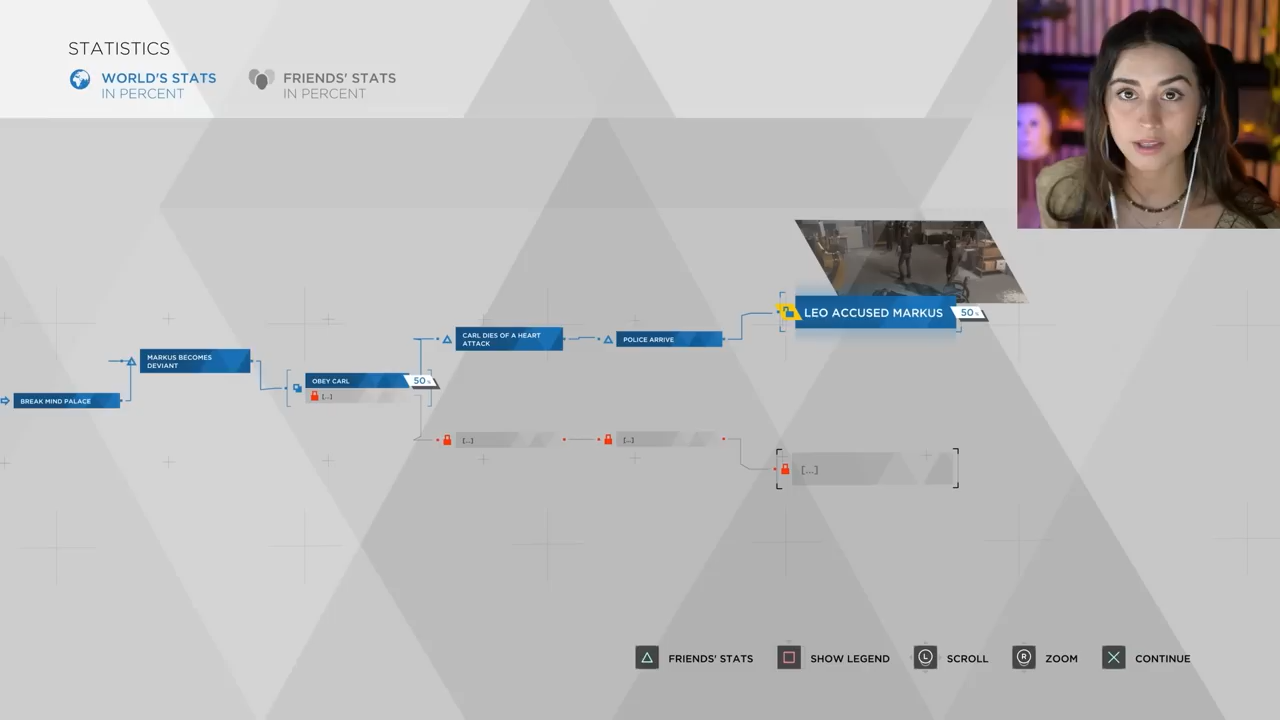 STATISTICS
WORLD'S STATS
IN PERCENT
FRIENDS' STATS
IN PERCENT
LEO ACCUSED MARKUS
50%
CARL DIES OF A HEART
ATTACK
POLICE ARRIVE
MARKUS BECOMES
DEVIANT
OBEY CARL
50%
[...]
BREAK MIND PALACE
[...]
[...]
[...]
FRIENDS' STATS
SHOW LEGEND
L
SCROLL
R
ZOOM
CONTINUE